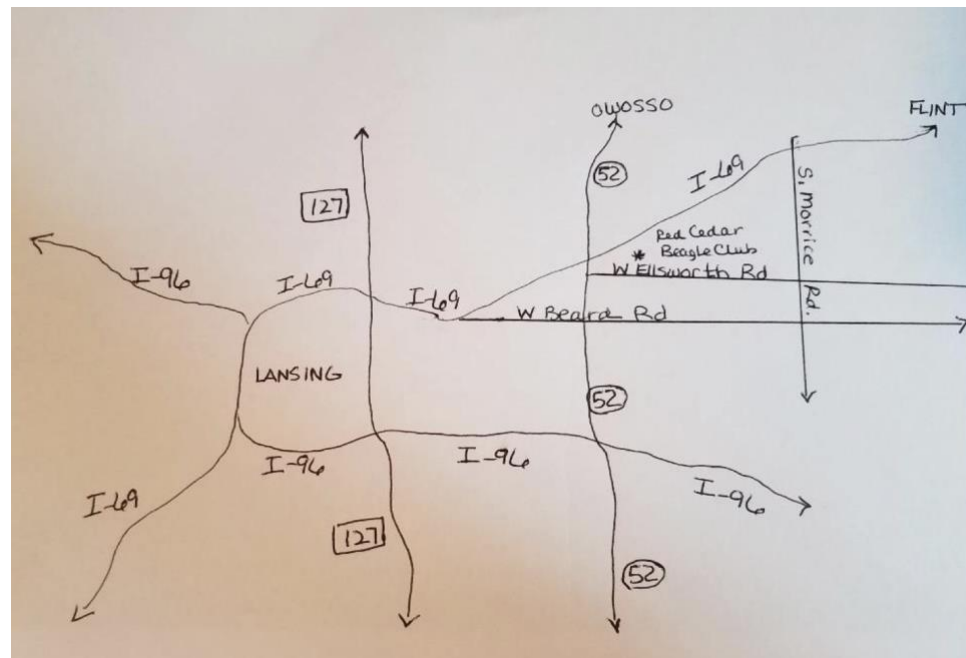 OWOSSO
FLINT
52
I-69
S. Morrice Rd.
127
Red Cedar
Beagle Club
*
W Ellsworth Rd
I-96
I-69
I-69
W Beard Rd
LANSING
52
I-96
I-96
I-96
I-69
127
52